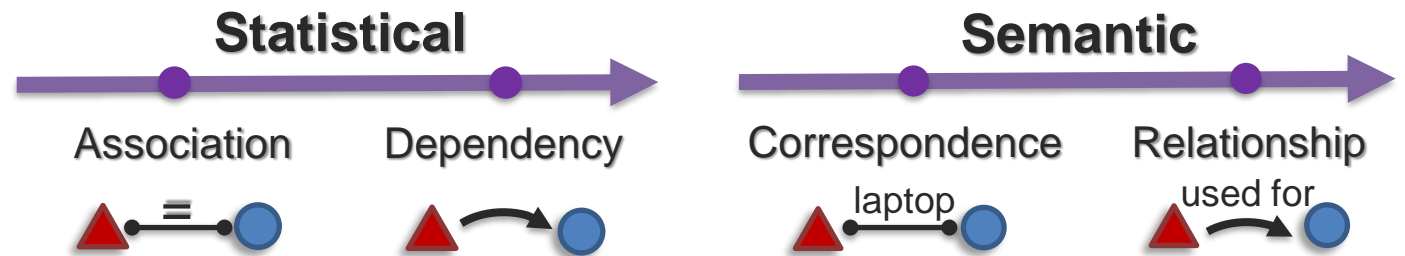 Statistical
Semantic
Association
Dependency
Correspondence
Relationship
=
laptop
used for